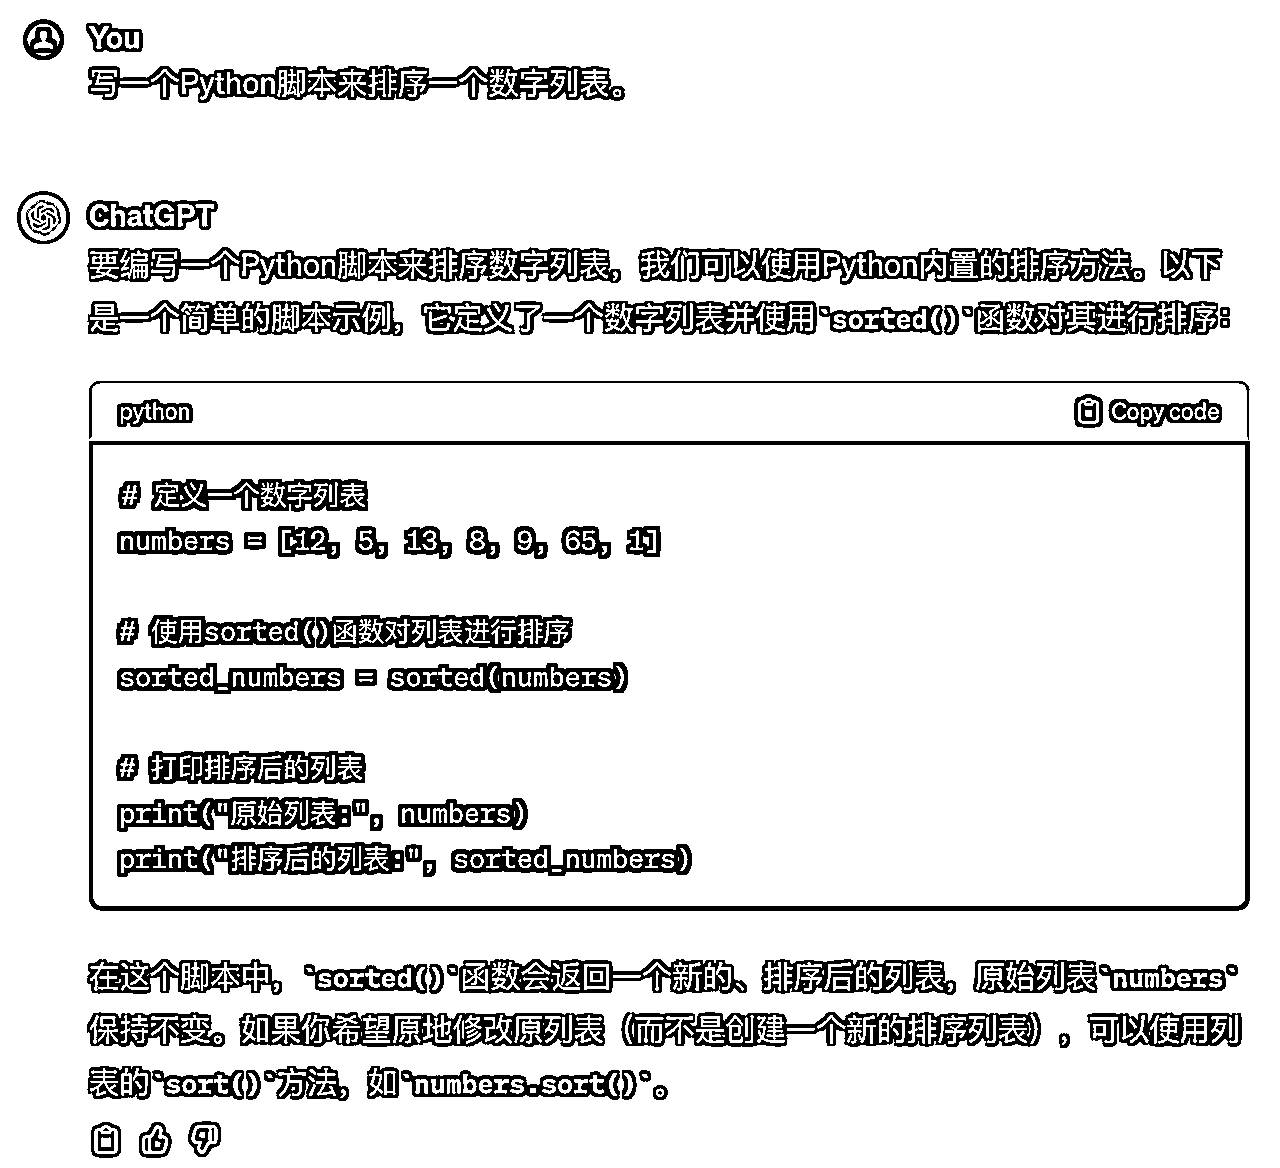 You
写一个Python脚本来排序一个数字列表。
ChatGPT
要编写一个Python脚本来排序数字列表，我们可以使用Python内置的排序方法。以下
是一个简单的脚本示例，它定义了一个数字列表并使用`sorted()`函数对其进行排序：
python
Copy code
# 定义一个数字列表
numbers = [12, 5, 13, 8, 9, 65, 1]
# 使用sorted()函数对列表进行排序
sorted_numbers = sorted(numbers)
# 打印排序后的列表
print("原始列表:", numbers)
print("排序后的列表:", sorted_numbers)
在这个脚本中，`sorted()`函数会返回一个新的、排序后的列表，原始列表`numbers`
保持不变。如果你希望原地修改原列表（而不是创建一个新的排序列表），可以使用列
表的`sort()`方法，如`numbers.sort()`。